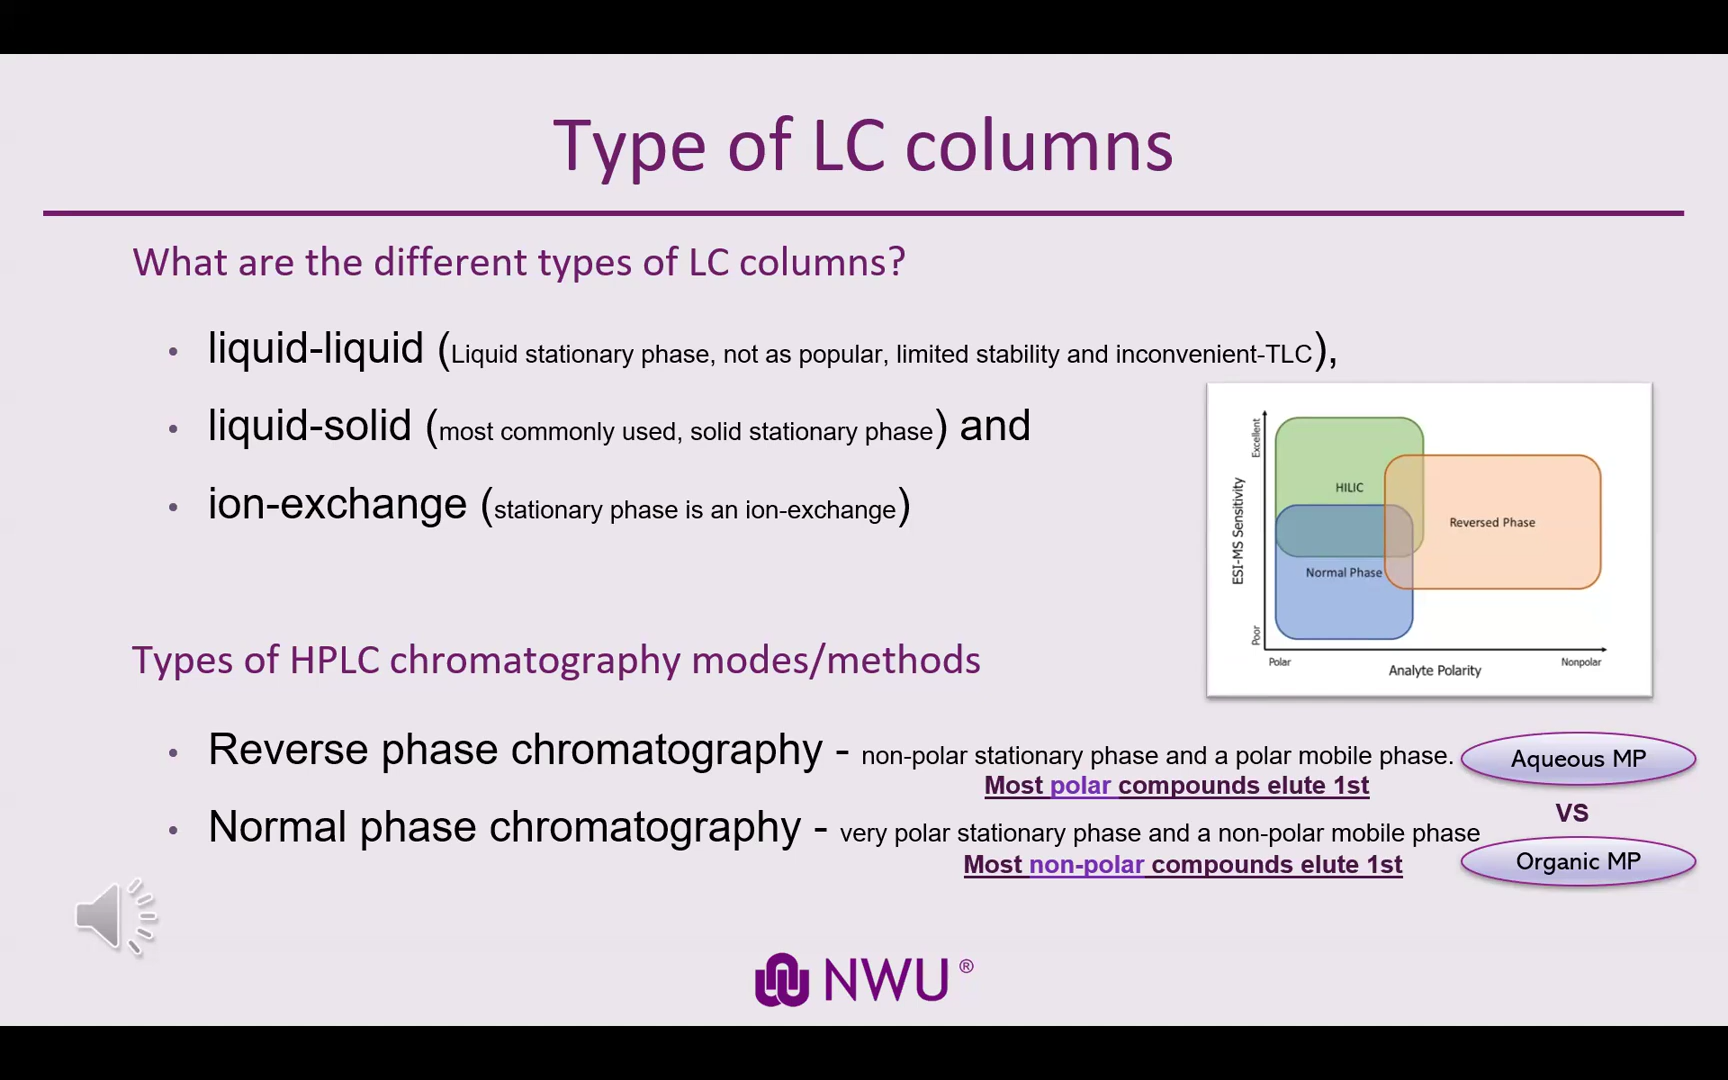 Type of LC columns
What are the different types of LC columns?
• liquid-liquid (Liquid stationary phase, not as popular, limited stability and inconvenient-TLC),
• liquid-solid (most commonly used, solid stationary phase) and
• ion-exchange (stationary phase is an ion-exchange)
Excellent
ESI-MS Sensitivity
Poor
HILIC
Reversed Phase
Normal Phase
Polar
Analyte Polarity
Nonpolar
Types of HPLC chromatography modes/methods
• Reverse phase chromatography - non-polar stationary phase and a polar mobile phase.
Most polar compounds elute 1st
Aqueous MP
VS
• Normal phase chromatography - very polar stationary phase and a non-polar mobile phase
Most non-polar compounds elute 1st
Organic MP
NWU®